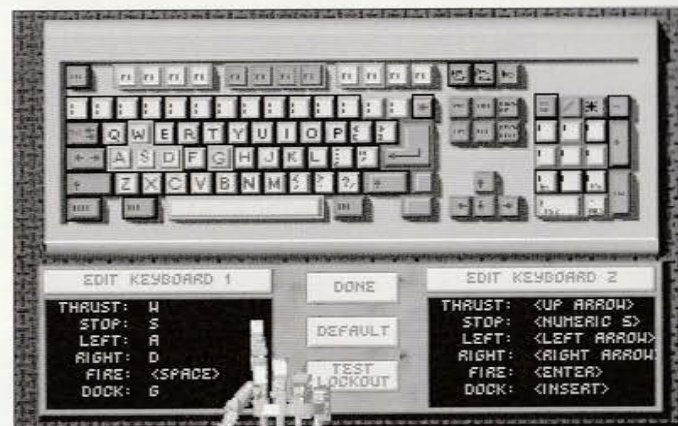 Q W E R T Y U I O P
A S D F G H J K L
Z X C V B N M
EDIT KEYBOARD 1
THRUST: W
STOP: S
LEFT: A
RIGHT: D
FIRE: <SPACE>
DOCK: G
DONE
DEFAULT
TEST LOCKOUT
EDIT KEYBOARD 2
THRUST: <UP ARROW>
STOP: <NUMERIC 5>
LEFT: <LEFT ARROW>
RIGHT: <RIGHT ARROW
FIRE: <ENTER>
DOCK: <INSERT>